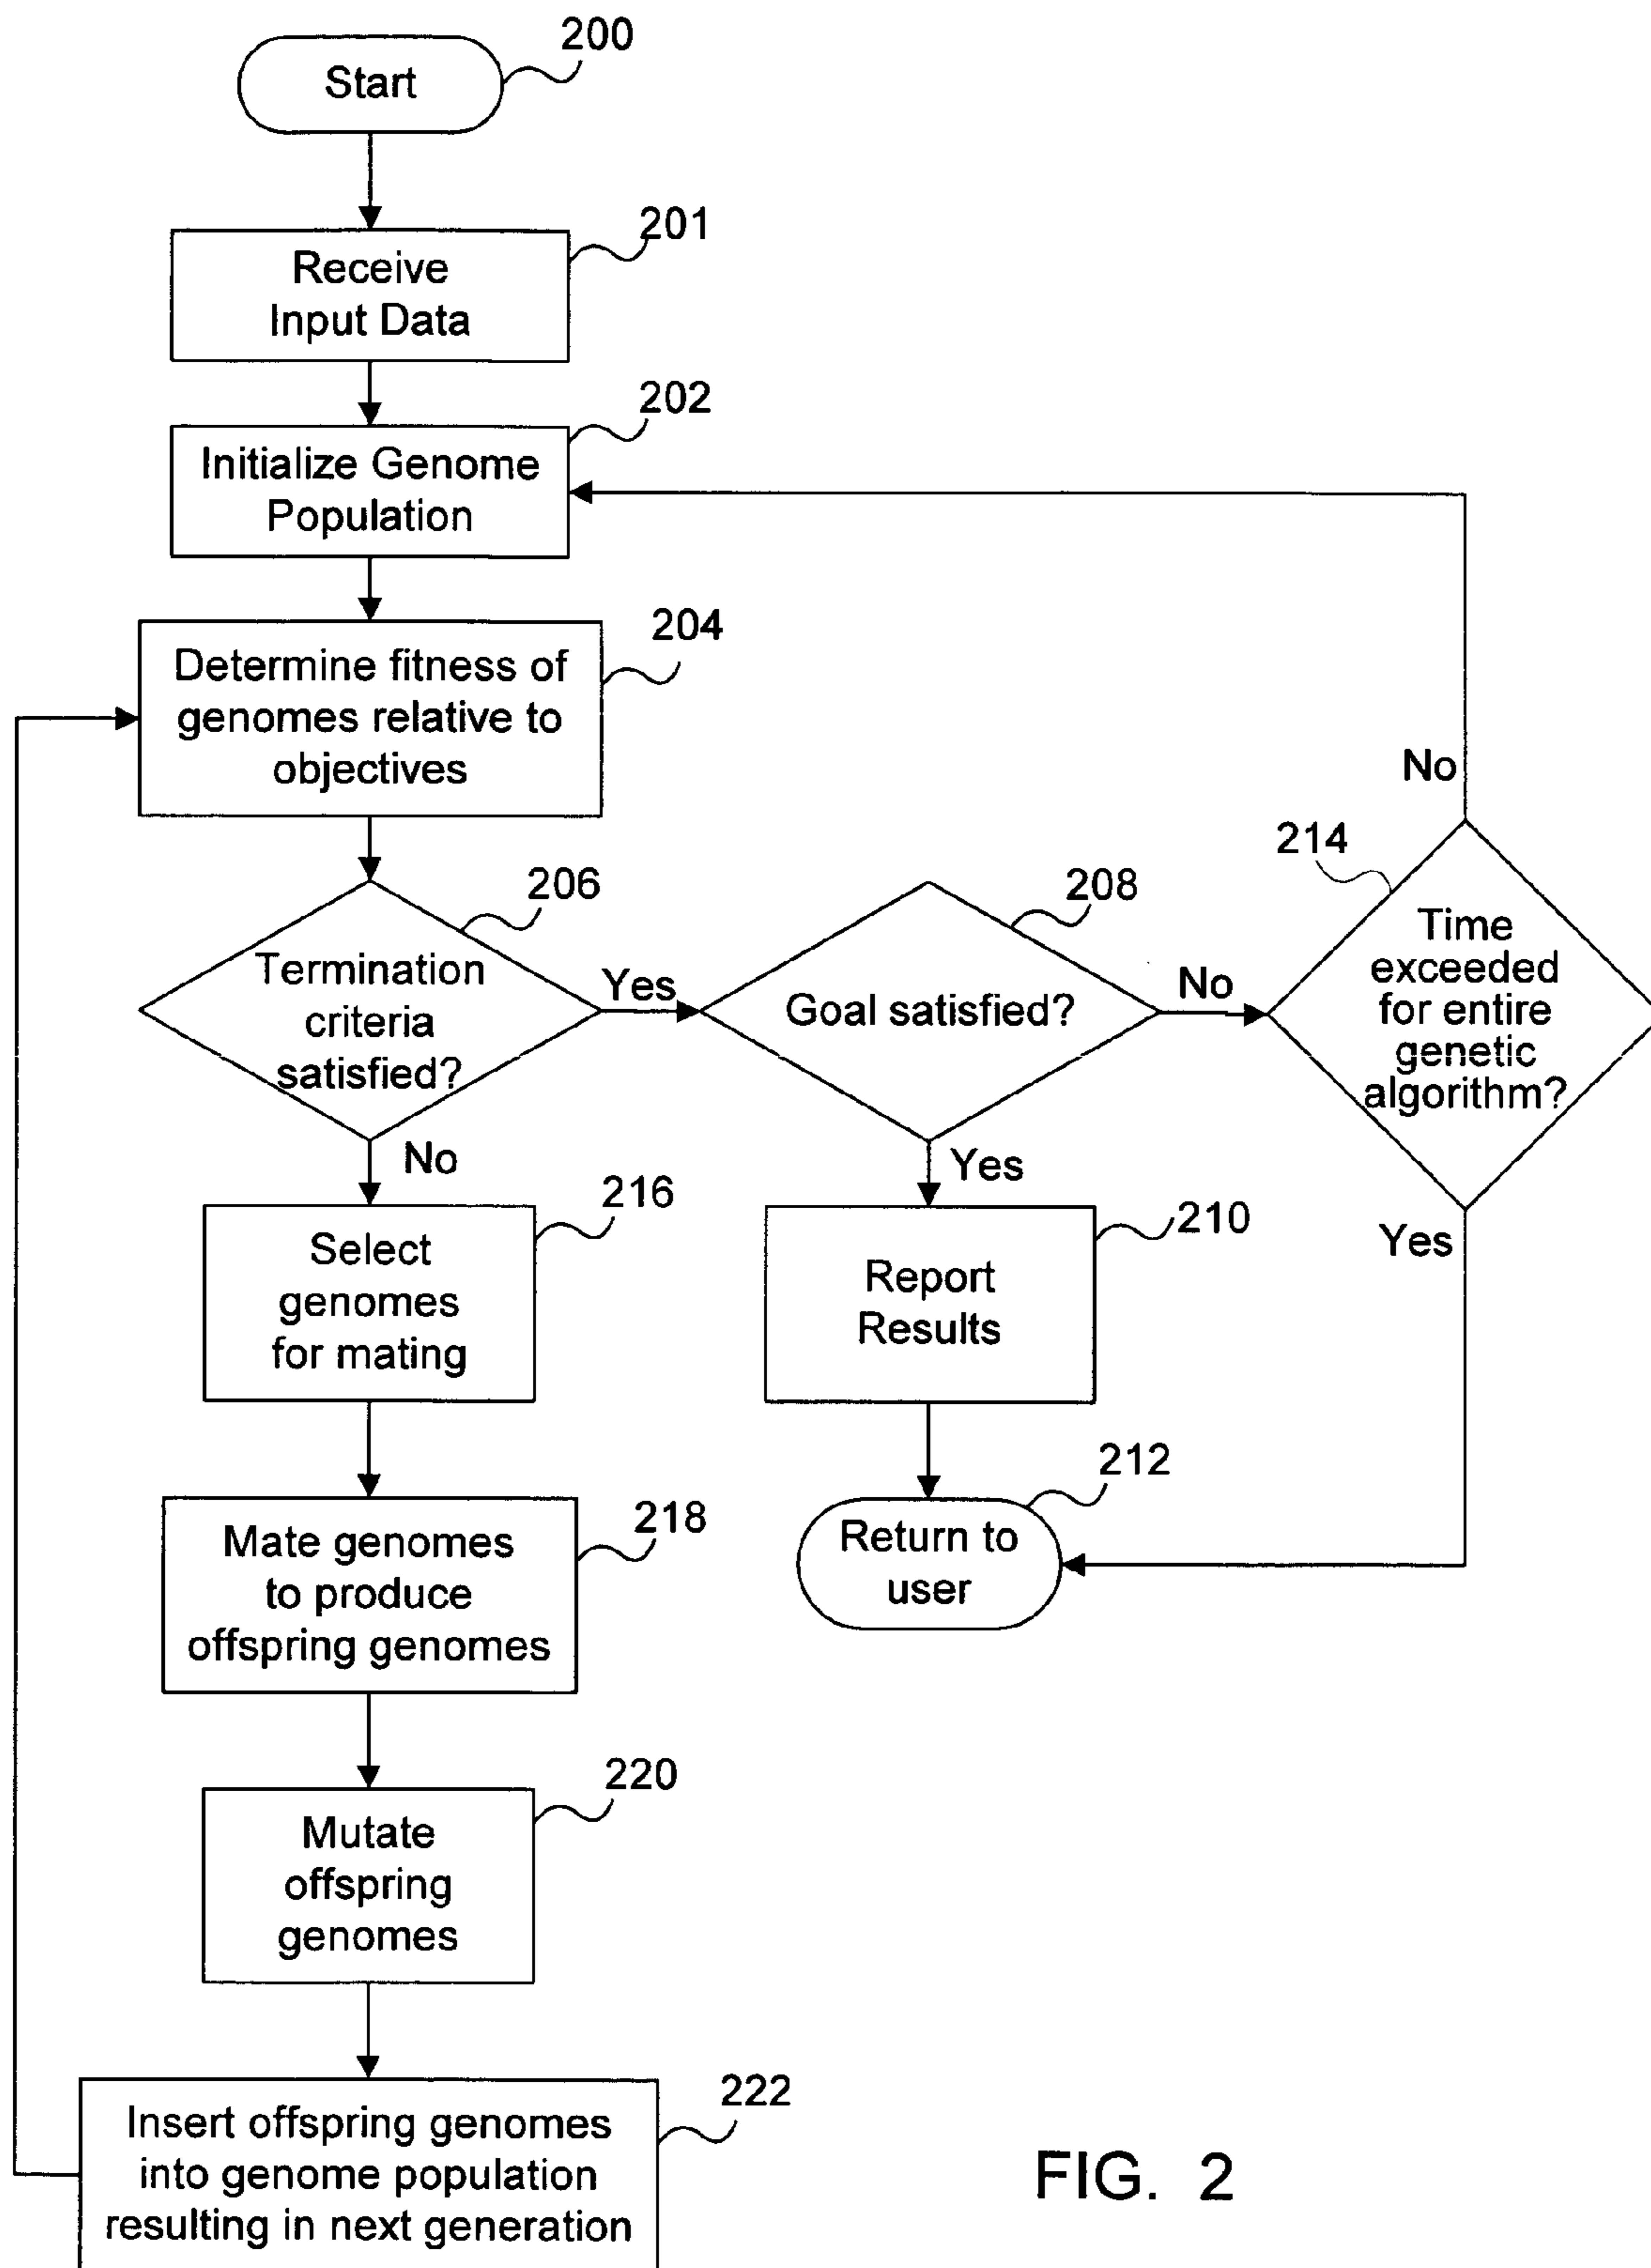 200
Start
201
Receive
Input Data
202
Initialize Genome
Population
204
Determine fitness of
genomes relative to
objectives
206
Termination
criteria
satisfied?
Yes
No
208
Goal satisfied?
No
Yes
214
Time
exceeded
for entire
genetic
algorithm?
No
Yes
216
Select
genomes
for mating
210
Report
Results
212
Return to
user
218
Mate genomes
to produce
offspring genomes
220
Mutate
offspring
genomes
222
Insert offspring genomes
into genome population
resulting in next generation
FIG. 2